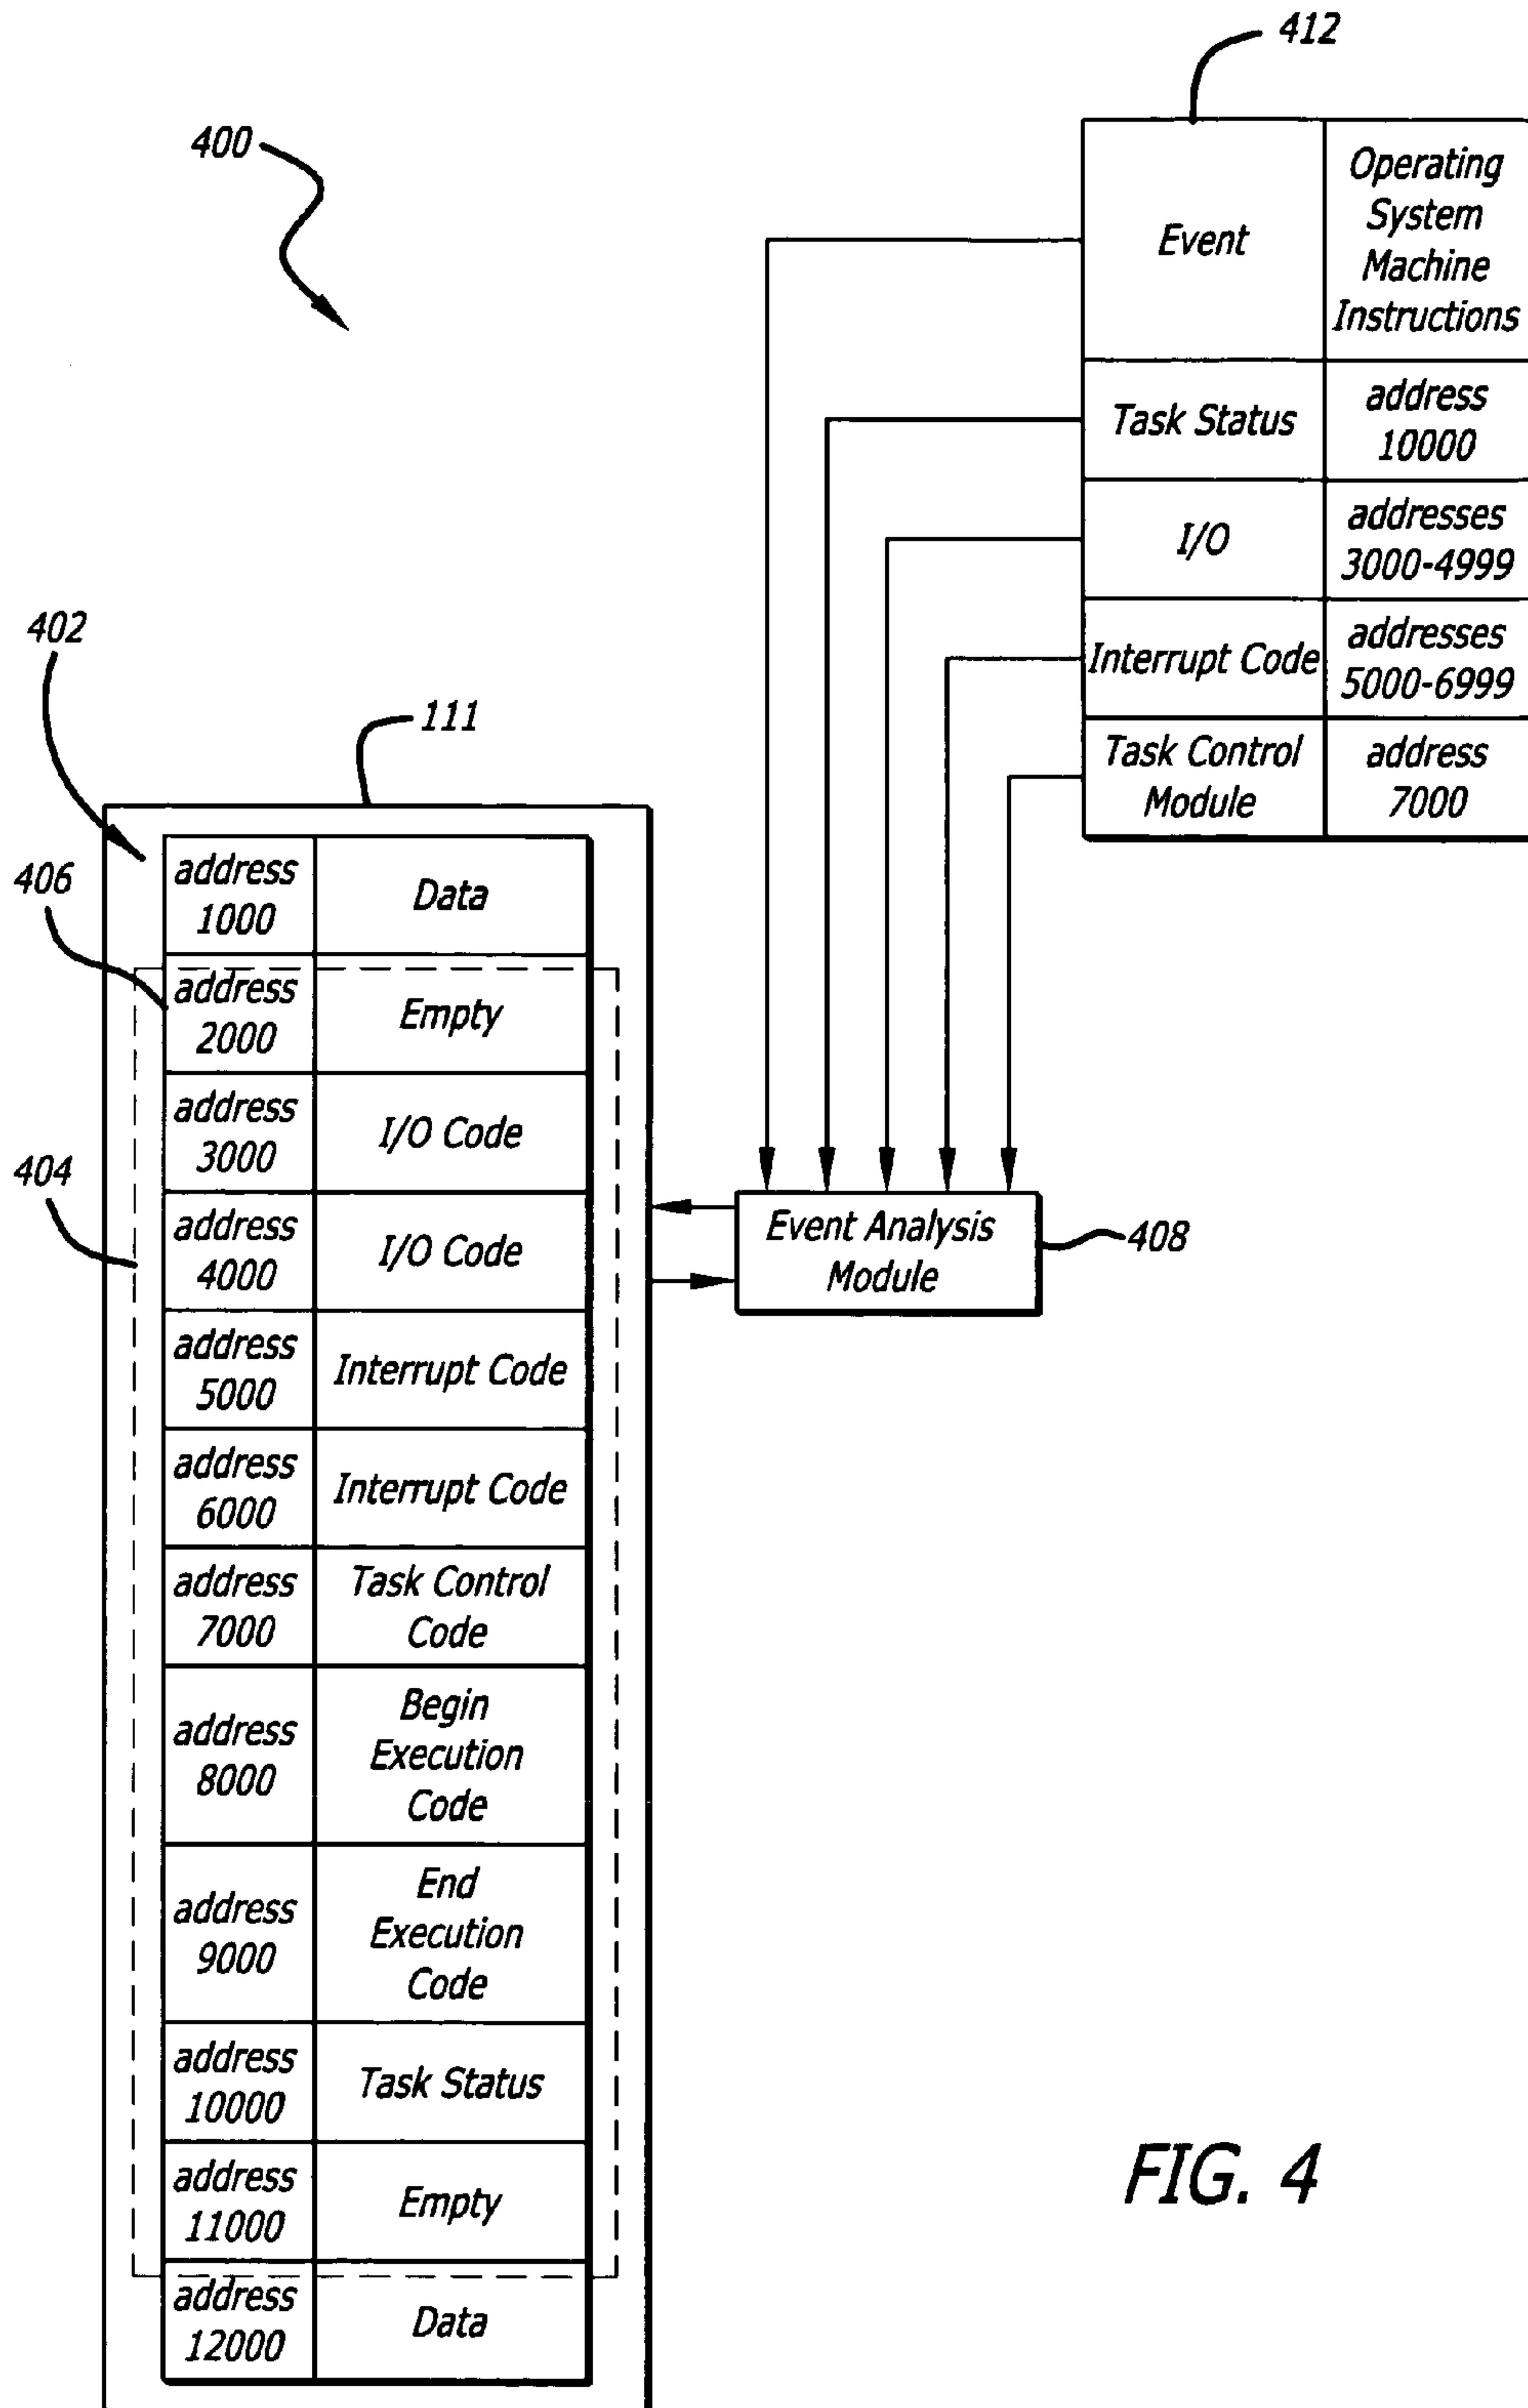 412
400
Event
Operating
System
Machine
Instructions
Task Status
address
10000
I/O
addresses
3000-4999
Interrupt Code
addresses
5000-6999
Task Control
Module
address
7000
402
111
406
404
address
1000
Data
address
2000
Empty
address
3000
I/O Code
address
4000
I/O Code
address
5000
Interrupt Code
address
6000
Interrupt Code
address
7000
Task Control
Code
address
8000
Begin
Execution
Code
address
9000
End
Execution
Code
address
10000
Task Status
address
11000
Empty
address
12000
Data
Event Analysis
Module
408
FIG. 4